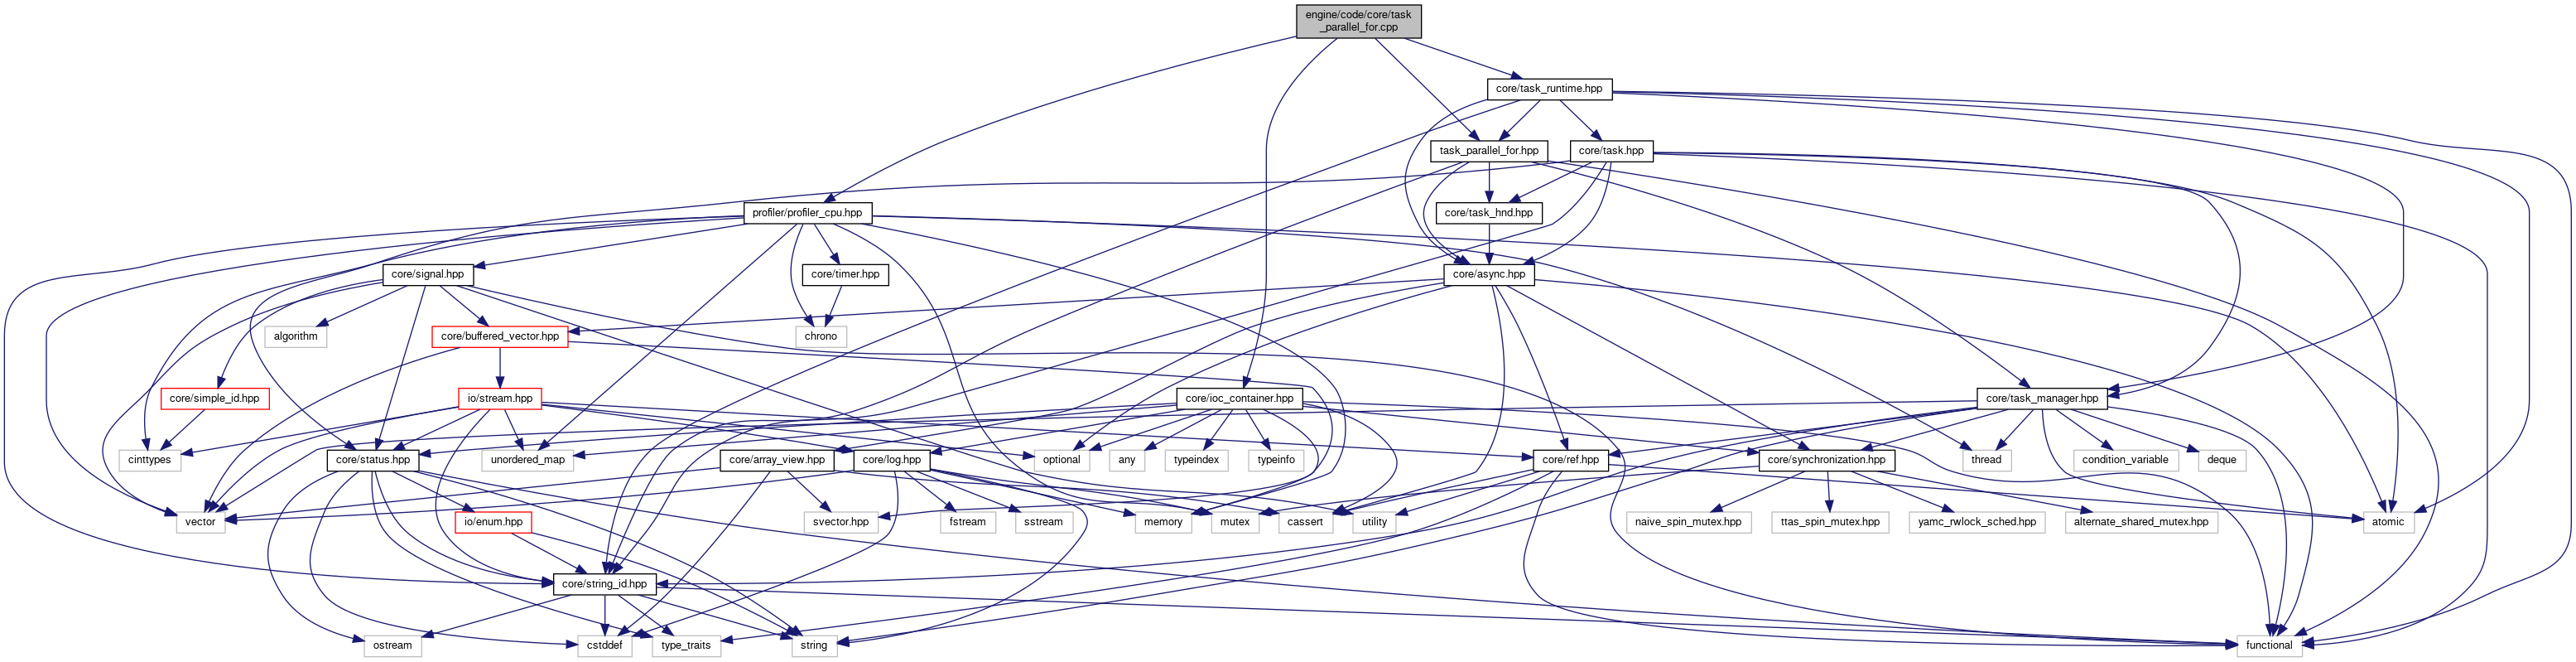 engine/code/core/task
_parallel_for.cpp
core/task_runtime.hpp
task_parallel_for.hpp
core/task.hpp
profiler/profiler_cpu.hpp
core/task_hnd.hpp
core/signal.hpp
core/timer.hpp
core/async.hpp
algorithm
core/buffered_vector.hpp
chrono
core/simple_id.hpp
io/stream.hpp
core/ioc_container.hpp
core/task_manager.hpp
cinttypes
core/status.hpp
unordered_map
core/array_view.hpp
core/log.hpp
optional
any
typeindex
typeinfo
core/ref.hpp
core/synchronization.hpp
thread
condition_variable
deque
vector
io/enum.hpp
svector.hpp
fstream
sstream
memory
mutex
cassert
utility
naive_spin_mutex.hpp
ttas_spin_mutex.hpp
yamc_rwlock_sched.hpp
alternate_shared_mutex.hpp
atomic
core/string_id.hpp
ostream
cstddef
type_traits
string
functional